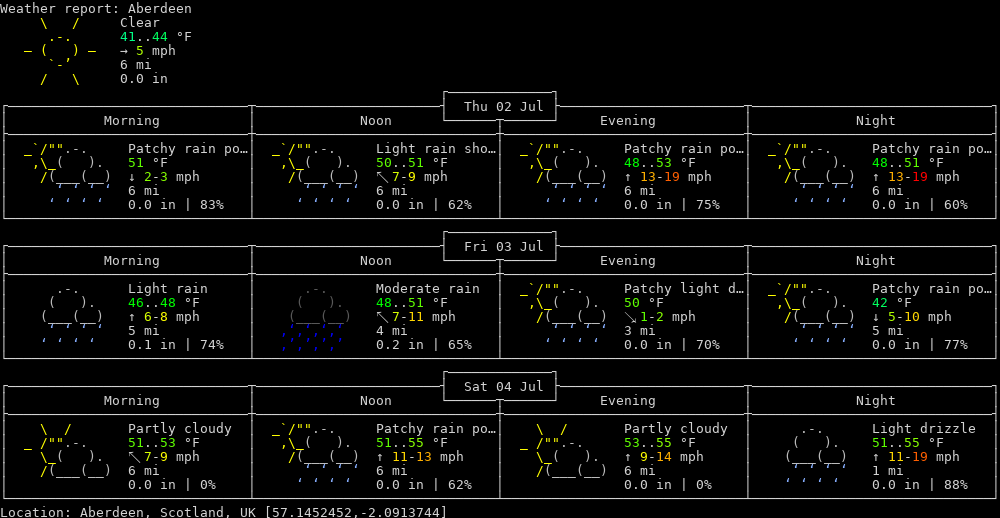 Weather report: Aberdeen
Clear
41..44 °F
→ 5 mph
6 mi
0.0 in
Thu 02 Jul
Morning Noon Evening Night
Patchy rain po… Light rain sho… Patchy rain po… Patchy rain po…
51 °F 50..51 °F 48..53 °F 48..51 °F
↓ 2-3 mph ↖ 7-9 mph ↑ 13-19 mph ↑ 13-19 mph
6 mi 6 mi 6 mi 6 mi
0.0 in | 83% 0.0 in | 62% 0.0 in | 75% 0.0 in | 60%
Fri 03 Jul
Morning Noon Evening Night
Light rain Moderate rain Patchy light d… Patchy rain po…
46..48 °F 48..51 °F 50 °F 42 °F
↑ 6-8 mph ↖ 7-11 mph ↘ 1-2 mph ↓ 5-10 mph
5 mi 4 mi 3 mi 5 mi
0.1 in | 74% 0.2 in | 65% 0.0 in | 70% 0.0 in | 77%
Sat 04 Jul
Morning Noon Evening Night
Partly cloudy Patchy rain po… Partly cloudy Light drizzle
51..53 °F 51..55 °F 53..55 °F 51..55 °F
↖ 7-9 mph ↑ 11-13 mph ↑ 9-14 mph ↑ 11-19 mph
6 mi 6 mi 6 mi 1 mi
0.0 in | 0% 0.0 in | 62% 0.0 in | 0% 0.0 in | 88%
Location: Aberdeen, Scotland, UK [57.1452452,-2.0913744]